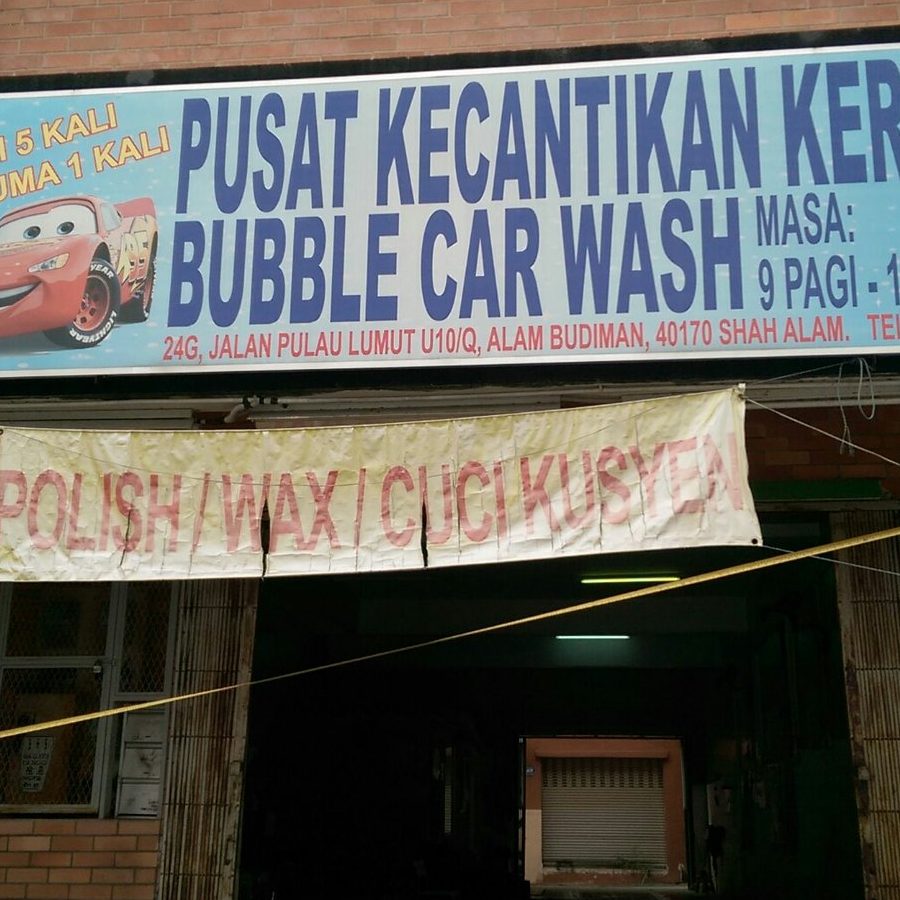 5 KALI
UMA 1 KALI
PUSAT KECANTIKAN KER
BUBBLE CAR WASH
MASA:
9 PAGI - 1
24G, JALAN PULAU LUMUT U10/Q, ALAM BUDIMAN, 40170 SHAH ALAM. TEL
POLISH / WAX / CUCI KUSYEN